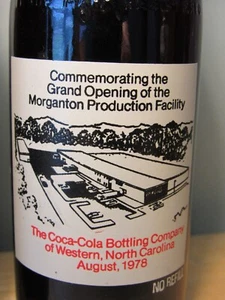 Commemorating the
Grand Opening of the
Morganton Production Facility
The Coca-Cola Bottling Company
of Western, North Carolina
August, 1978
NO REFILL